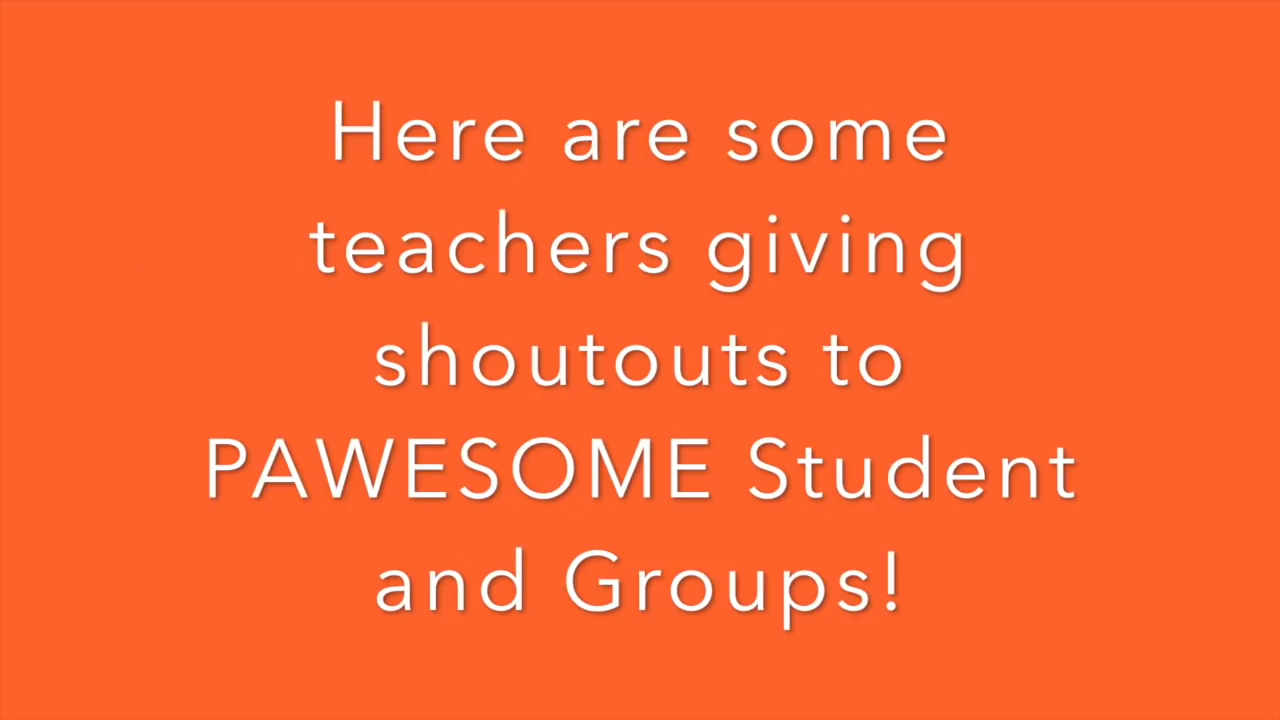 Here are some
teachers giving
shoutouts to
PAWESOME Student
and Groups!